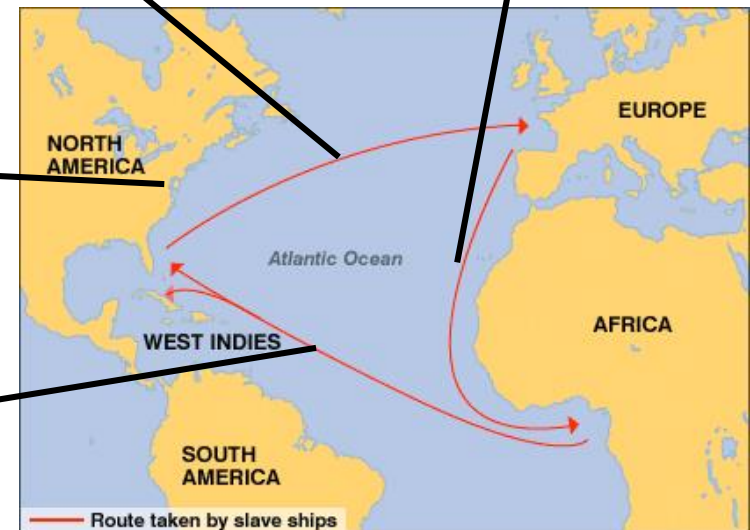 EUROPE
NORTH
AMERICA
Atlantic Ocean
AFRICA
WEST INDIES
SOUTH
AMERICA
Route taken by slave ships